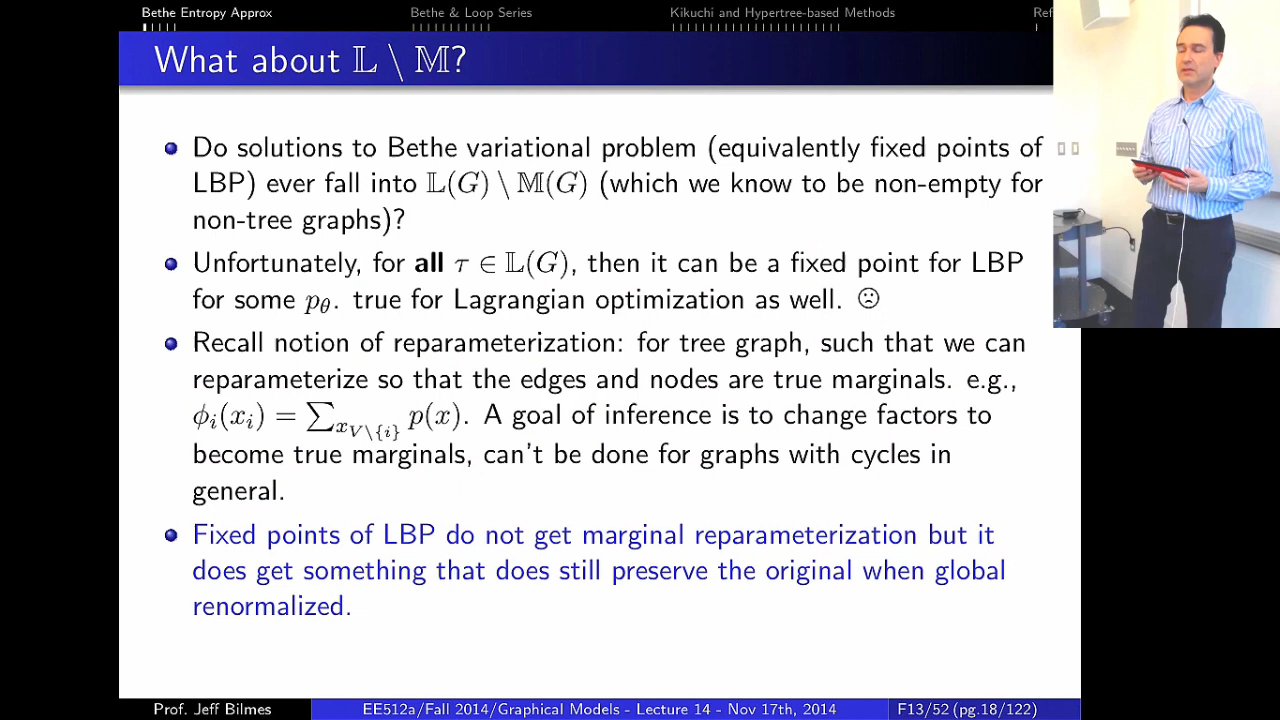 Bethe Entropy Approx Bethe & Loop Series Kikuchi and Hypertree-based Methods Ref
What about 𝕃 \ 𝕄?
Do solutions to Bethe variational problem (equivalently fixed points of
LBP) ever fall into 𝕃(G) \ 𝕄(G) (which we know to be non-empty for
non-tree graphs)?
Unfortunately, for all τ ∈ 𝕃(G), then it can be a fixed point for LBP
for some p_θ. true for Lagrangian optimization as well. ☹
Recall notion of reparameterization: for tree graph, such that we can
reparameterize so that the edges and nodes are true marginals. e.g.,
ϕ_i(x_i) = ∑_{x_{V\{i}}} p(x). A goal of inference is to change factors to
become true marginals, can't be done for graphs with cycles in
general.
Fixed points of LBP do not get marginal reparameterization but it
does get something that does still preserve the original when global
renormalized.
Prof. Jeff Bilmes EE512a/Fall 2014/Graphical Models - Lecture 14 - Nov 17th, 2014 F13/52 (pg.18/122)